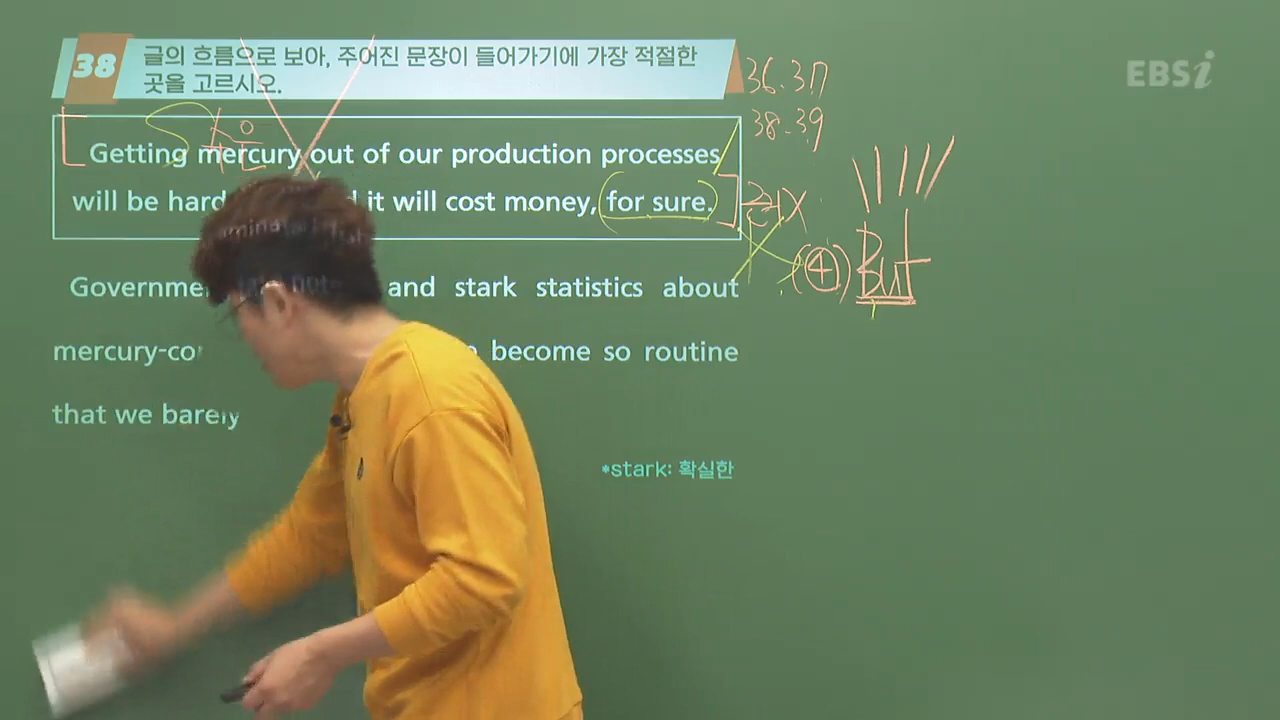 38
글의 흐름으로 보아, 주어진 문장이 들어가기에 가장 적절한
곳을 고르시오.
EBSi
36.37
38.39
수은
Getting mercury out of our production processes
will be hard it will cost money, for sure.
④ But
and stark statistics about
become so routine
that we barely
*stark: 확실한